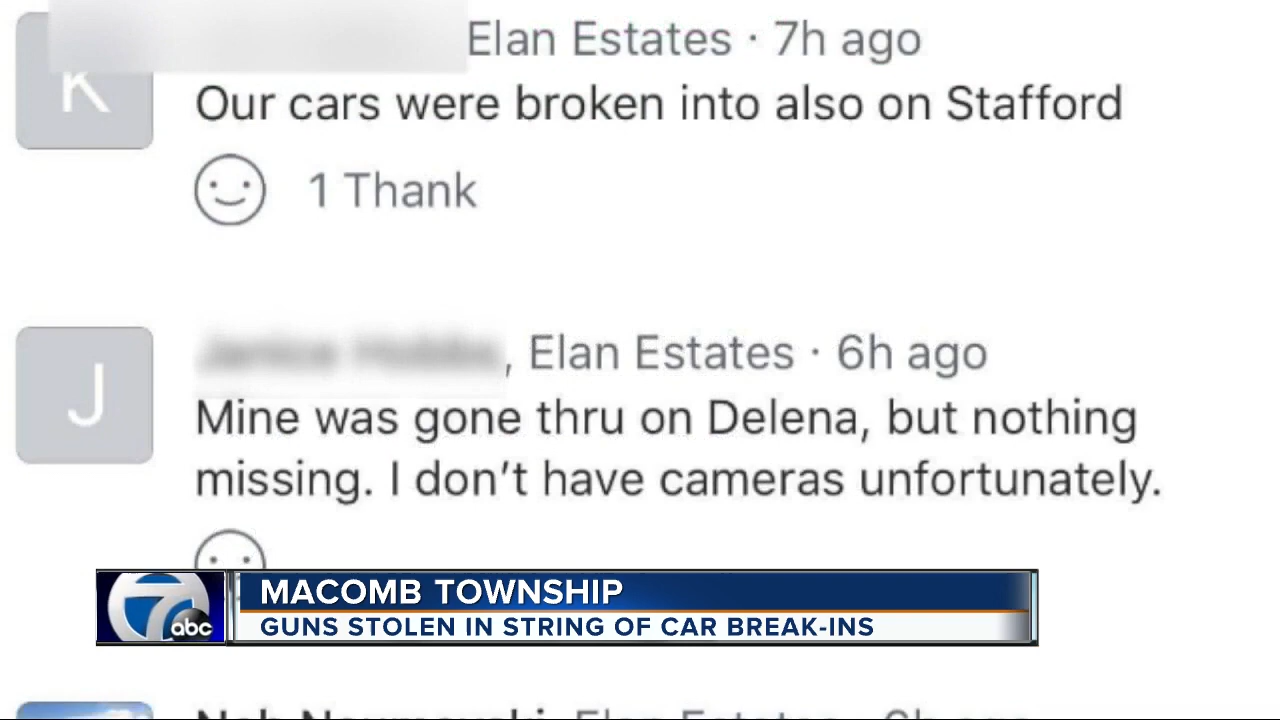 Elan Estates · 7h ago
K
Our cars were broken into also on Stafford
1 Thank
, Elan Estates · 6h ago
J
Mine was gone thru on Delena, but nothing
missing. I don't have cameras unfortunately.
MACOMB TOWNSHIP
7 abc
GUNS STOLEN IN STRING OF CAR BREAK-INS
Elan Estates